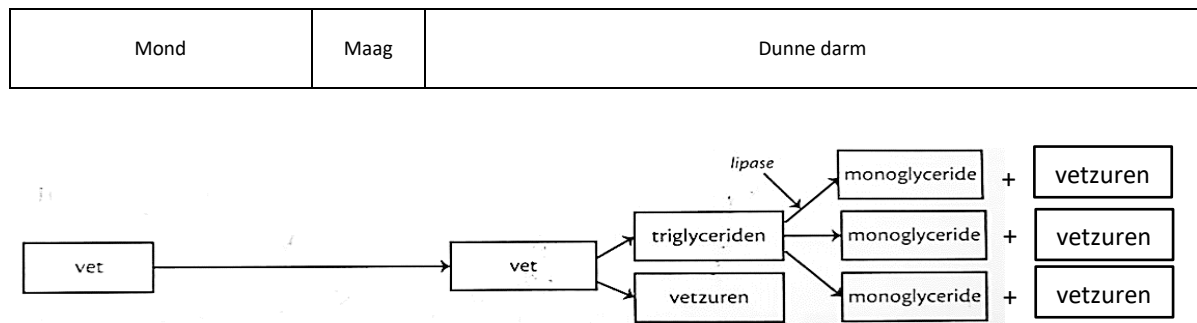 Mond Maag Dunne darm
lipase
monoglyceride + vetzuren
triglyceriden monoglyceride + vetzuren
vet vet
vetzuren monoglyceride + vetzuren